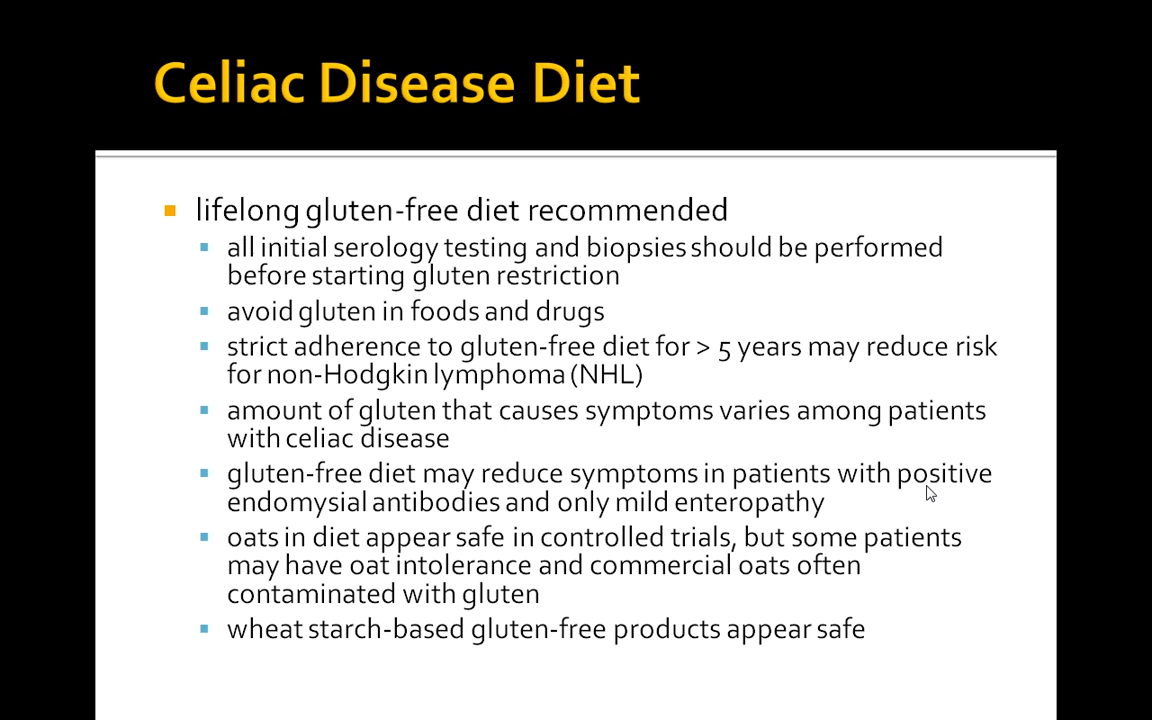 Celiac Disease Diet
lifelong gluten-free diet recommended
all initial serology testing and biopsies should be performed
before starting gluten restriction
avoid gluten in foods and drugs
strict adherence to gluten-free diet for > 5 years may reduce risk
for non-Hodgkin lymphoma (NHL)
amount of gluten that causes symptoms varies among patients
with celiac disease
gluten-free diet may reduce symptoms in patients with positive
endomysial antibodies and only mild enteropathy
oats in diet appear safe in controlled trials, but some patients
may have oat intolerance and commercial oats often
contaminated with gluten
wheat starch-based gluten-free products appear safe